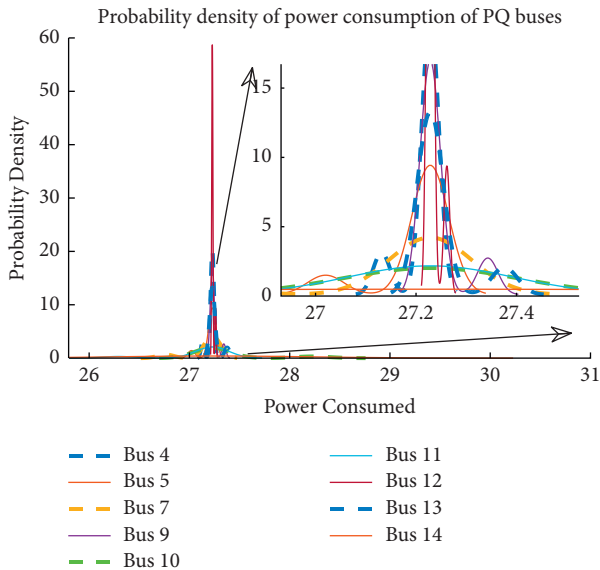 Probability density of power consumption of PQ buses
60
50
40
30
20
10
0
Probability Density
15
10
5
0
27
27.2
27.4
26
27
28
29
30
31
Power Consumed
Bus 4
Bus 5
Bus 7
Bus 9
Bus 10
Bus 11
Bus 12
Bus 13
Bus 14